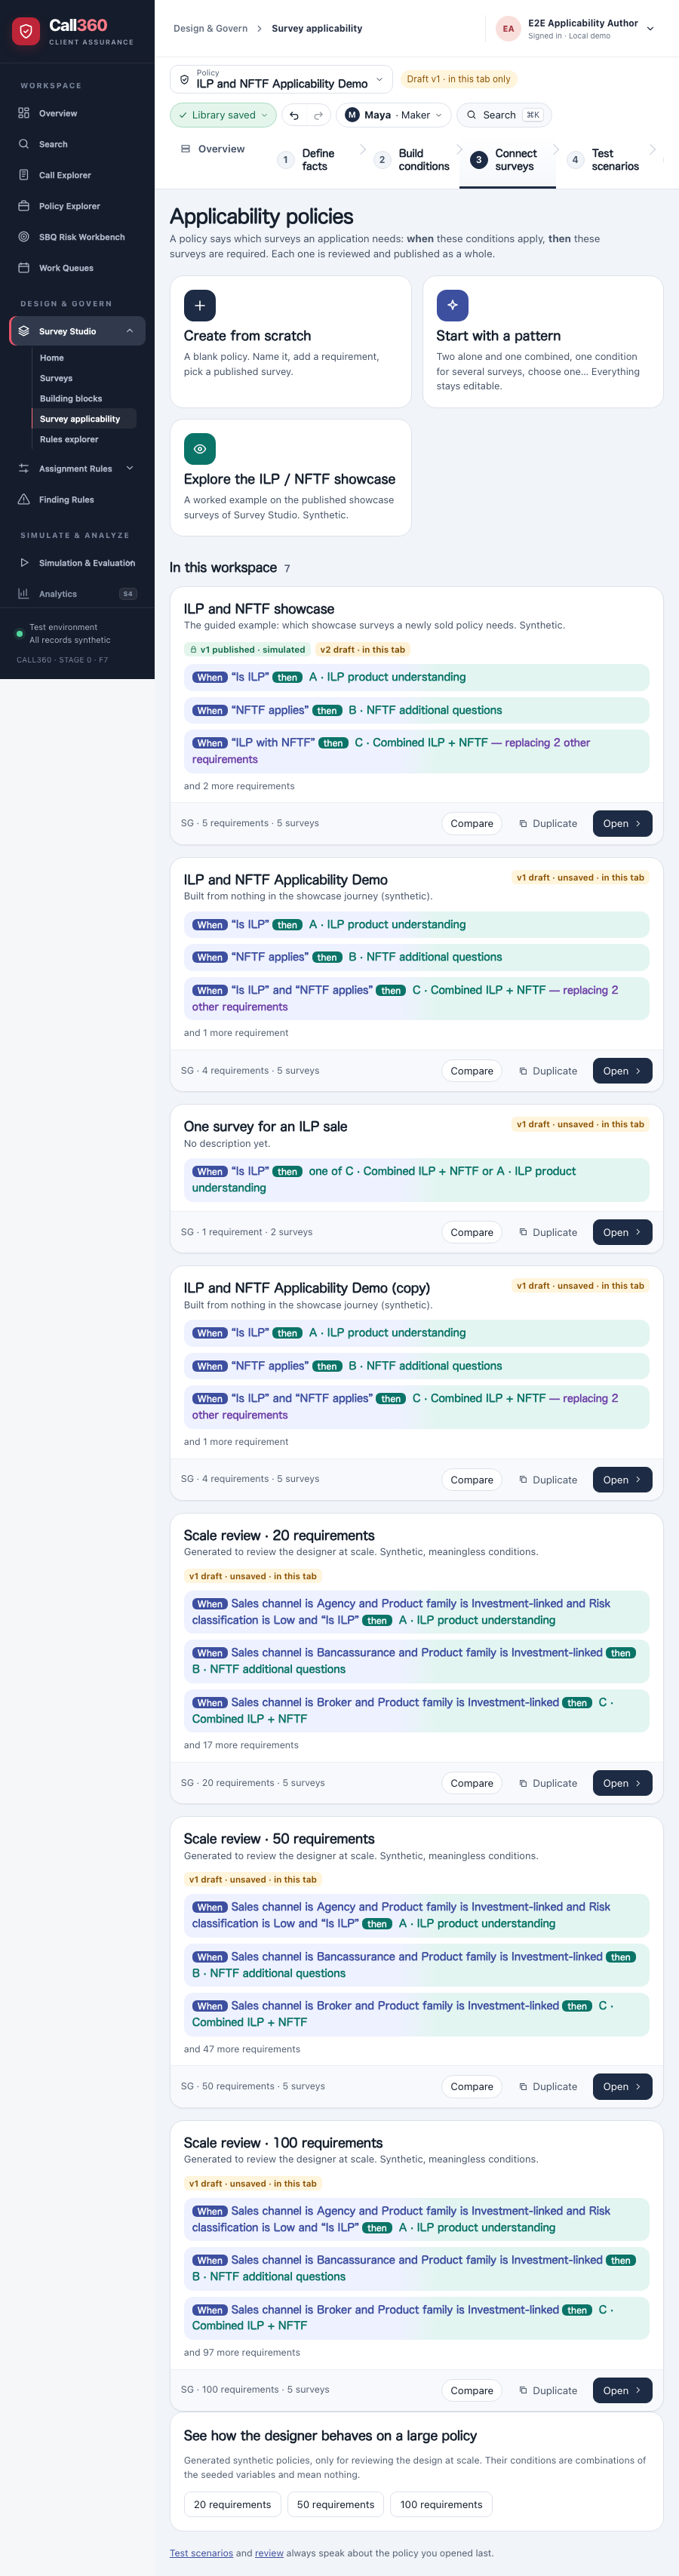 Call360
CLIENT ASSURANCE
WORKSPACE
Overview
Search
Call Explorer
Policy Explorer
SBQ Risk Workbench
Work Queues
DESIGN & GOVERN
Survey Studio
Home
Surveys
Building blocks
Survey applicability
Rules explorer
Assignment Rules
Finding Rules
SIMULATE & ANALYZE
Simulation & Evaluation
Analytics S4
Test environment
All records synthetic
CALL360 · STAGE 0 · F7
Design & Govern > Survey applicability
EA
E2E Applicability Author
Signed in · Local demo
Policy
ILP and NFTF Applicability Demo
Draft v1 · in this tab only
Library saved
M Maya · Maker
Search ⌘K
Overview
1 Define
facts
2 Build
conditions
3 Connect
surveys
4 Test
scenarios
Applicability policies
A policy says which surveys an application needs: when these conditions apply, then these
surveys are required. Each one is reviewed and published as a whole.
Create from scratch
A blank policy. Name it, add a requirement,
pick a published survey.
Start with a pattern
Two alone and one combined, one condition
for several surveys, choose one… Everything
stays editable.
Explore the ILP / NFTF showcase
A worked example on the published showcase
surveys of Survey Studio. Synthetic.
In this workspace 7
ILP and NFTF showcase
The guided example: which showcase surveys a newly sold policy needs. Synthetic.
v1 published · simulated v2 draft · in this tab
When “Is ILP” then A · ILP product understanding
When “NFTF applies” then B · NFTF additional questions
When “ILP with NFTF” then C · Combined ILP + NFTF — replacing 2 other
requirements
and 2 more requirements
SG · 5 requirements · 5 surveys
Compare Duplicate Open
ILP and NFTF Applicability Demo
v1 draft · unsaved · in this tab
Built from nothing in the showcase journey (synthetic).
When “Is ILP” then A · ILP product understanding
When “NFTF applies” then B · NFTF additional questions
When “Is ILP” and “NFTF applies” then C · Combined ILP + NFTF — replacing 2
other requirements
and 1 more requirement
SG · 4 requirements · 5 surveys
Compare Duplicate Open
One survey for an ILP sale
v1 draft · unsaved · in this tab
No description yet.
When “Is ILP” then one of C · Combined ILP + NFTF or A · ILP product
understanding
SG · 1 requirement · 2 surveys
Compare Duplicate Open
ILP and NFTF Applicability Demo (copy)
v1 draft · unsaved · in this tab
Built from nothing in the showcase journey (synthetic).
When “Is ILP” then A · ILP product understanding
When “NFTF applies” then B · NFTF additional questions
When “Is ILP” and “NFTF applies” then C · Combined ILP + NFTF — replacing 2
other requirements
and 1 more requirement
SG · 4 requirements · 5 surveys
Compare Duplicate Open
Scale review · 20 requirements
Generated to review the designer at scale. Synthetic, meaningless conditions.
v1 draft · unsaved · in this tab
When Sales channel is Agency and Product family is Investment-linked and Risk
classification is Low and “Is ILP” then A · ILP product understanding
When Sales channel is Bancassurance and Product family is Investment-linked then
B · NFTF additional questions
When Sales channel is Broker and Product family is Investment-linked then C ·
Combined ILP + NFTF
and 17 more requirements
SG · 20 requirements · 5 surveys
Compare Duplicate Open
Scale review · 50 requirements
Generated to review the designer at scale. Synthetic, meaningless conditions.
v1 draft · unsaved · in this tab
When Sales channel is Agency and Product family is Investment-linked and Risk
classification is Low and “Is ILP” then A · ILP product understanding
When Sales channel is Bancassurance and Product family is Investment-linked then
B · NFTF additional questions
When Sales channel is Broker and Product family is Investment-linked then C ·
Combined ILP + NFTF
and 47 more requirements
SG · 50 requirements · 5 surveys
Compare Duplicate Open
Scale review · 100 requirements
Generated to review the designer at scale. Synthetic, meaningless conditions.
v1 draft · unsaved · in this tab
When Sales channel is Agency and Product family is Investment-linked and Risk
classification is Low and “Is ILP” then A · ILP product understanding
When Sales channel is Bancassurance and Product family is Investment-linked then
B · NFTF additional questions
When Sales channel is Broker and Product family is Investment-linked then C ·
Combined ILP + NFTF
and 97 more requirements
SG · 100 requirements · 5 surveys
Compare Duplicate Open
See how the designer behaves on a large policy
Generated synthetic policies, only for reviewing the design at scale. Their conditions are combinations of
the seeded variables and mean nothing.
20 requirements 50 requirements 100 requirements
Test scenarios and review always speak about the policy you opened last.